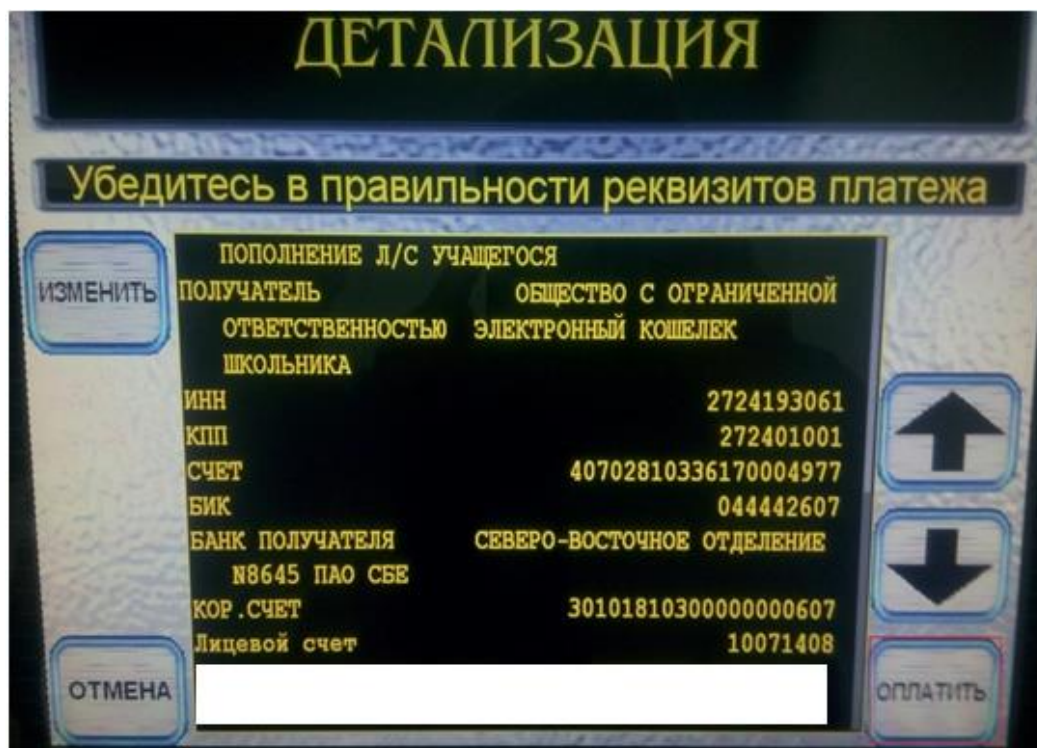 ДЕТАЛИЗАЦИЯ
Убедитесь в правильности реквизитов платежа
ИЗМЕНИТЬ
ПОПОЛНЕНИЕ Л/С УЧАЩЕГОСЯ
ПОЛУЧАТЕЛЬ ОБЩЕСТВО С ОГРАНИЧЕННОЙ
ОТВЕТСТВЕННОСТЬЮ ЭЛЕКТРОННЫЙ КОШЕЛЕК
ШКОЛЬНИКА
ИНН 2724193061
КПП 272401001
СЧЕТ 40702810336170004977
БИК 044442607
БАНК ПОЛУЧАТЕЛЯ СЕВЕРО-ВОСТОЧНОЕ ОТДЕЛЕНИЕ
N8645 ПАО СБЕ
КОР.СЧЕТ 30101810300000000607
Лицевой счет 10071408
ОТМЕНА
ОПЛАТИТЬ